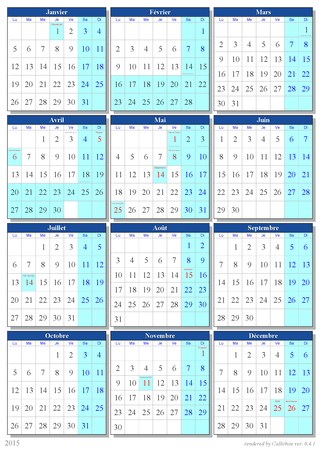 Janvier Février Mars
Lu Ma Me Je Ve Sa Di Lu Ma Me Je Ve Sa Di Lu Ma Me Je Ve Sa Di
1 2 3 4 1 1
5 6 7 8 9 10 11 2 3 4 5 6 7 8 2 3 4 5 6 7 8
12 13 14 15 16 17 18 9 10 11 12 13 14 15 9 10 11 12 13 14 15
19 20 21 22 23 24 25 16 17 18 19 20 21 22 16 17 18 19 20 21 22
26 27 28 29 30 31 23 24 25 26 27 28 23 24 25 26 27 28 29
30 31
Avril Mai Juin
Lu Ma Me Je Ve Sa Di Lu Ma Me Je Ve Sa Di Lu Ma Me Je Ve Sa Di
1 2 3 4 5 1 2 3 1 2 3 4 5 6 7
6 7 8 9 10 11 12 4 5 6 7 8 9 10 8 9 10 11 12 13 14
13 14 15 16 17 18 19 11 12 13 14 15 16 17 15 16 17 18 19 20 21
20 21 22 23 24 25 26 18 19 20 21 22 23 24 22 23 24 25 26 27 28
27 28 29 30 25 26 27 28 29 30 31 29 30
Juillet Août Septembre
Lu Ma Me Je Ve Sa Di Lu Ma Me Je Ve Sa Di Lu Ma Me Je Ve Sa Di
1 2 3 4 5 1 2 1 2 3 4 5 6
6 7 8 9 10 11 12 3 4 5 6 7 8 9 7 8 9 10 11 12 13
13 14 15 16 17 18 19 10 11 12 13 14 15 16 14 15 16 17 18 19 20
20 21 22 23 24 25 26 17 18 19 20 21 22 23 21 22 23 24 25 26 27
27 28 29 30 31 24 25 26 27 28 29 30 28 29 30
31
Octobre Novembre Décembre
Lu Ma Me Je Ve Sa Di Lu Ma Me Je Ve Sa Di Lu Ma Me Je Ve Sa Di
1 2 3 4 1 1 2 3 4 5 6
5 6 7 8 9 10 11 2 3 4 5 6 7 8 7 8 9 10 11 12 13
12 13 14 15 16 17 18 9 10 11 12 13 14 15 14 15 16 17 18 19 20
19 20 21 22 23 24 25 16 17 18 19 20 21 22 21 22 23 24 25 26 27
26 27 28 29 30 31 23 24 25 26 27 28 29 28 29 30 31
30
2015 rendered by Callirhoe ver. 0.4.1